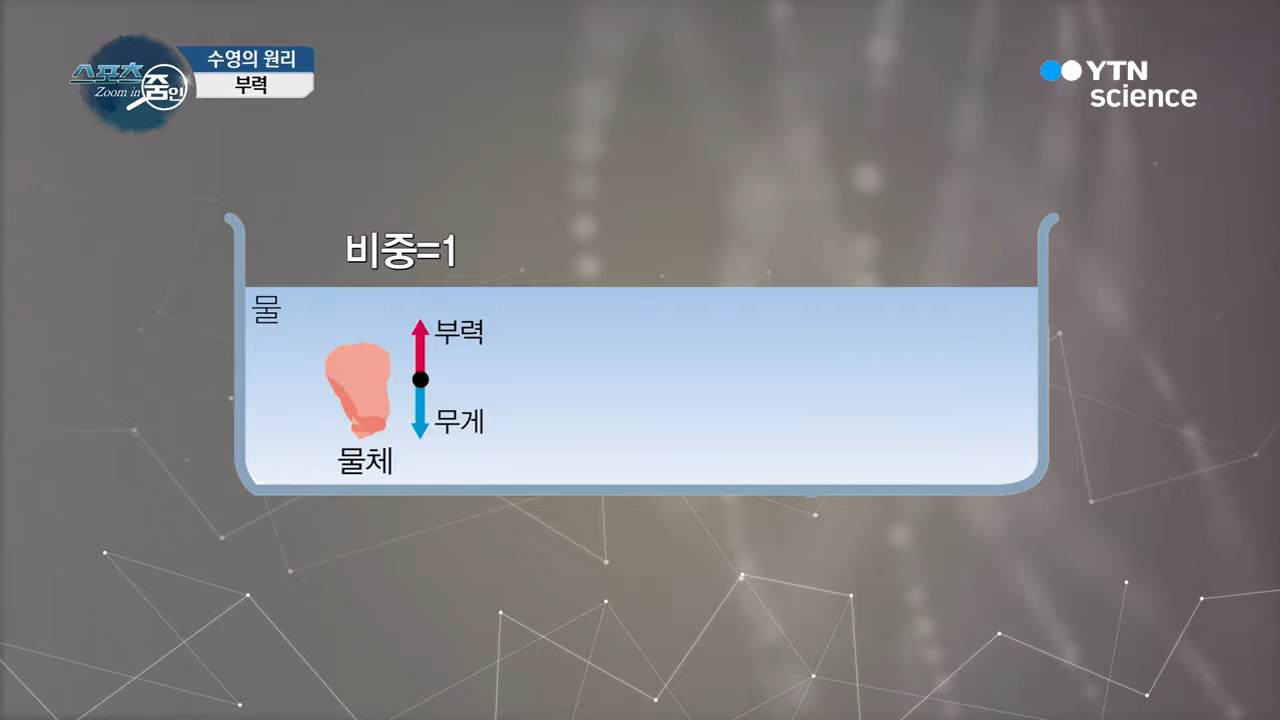 수영의 원리
부력
스포츠
Zoom in
줌인
YTN
science
비중=1
물
부력
무게
물체